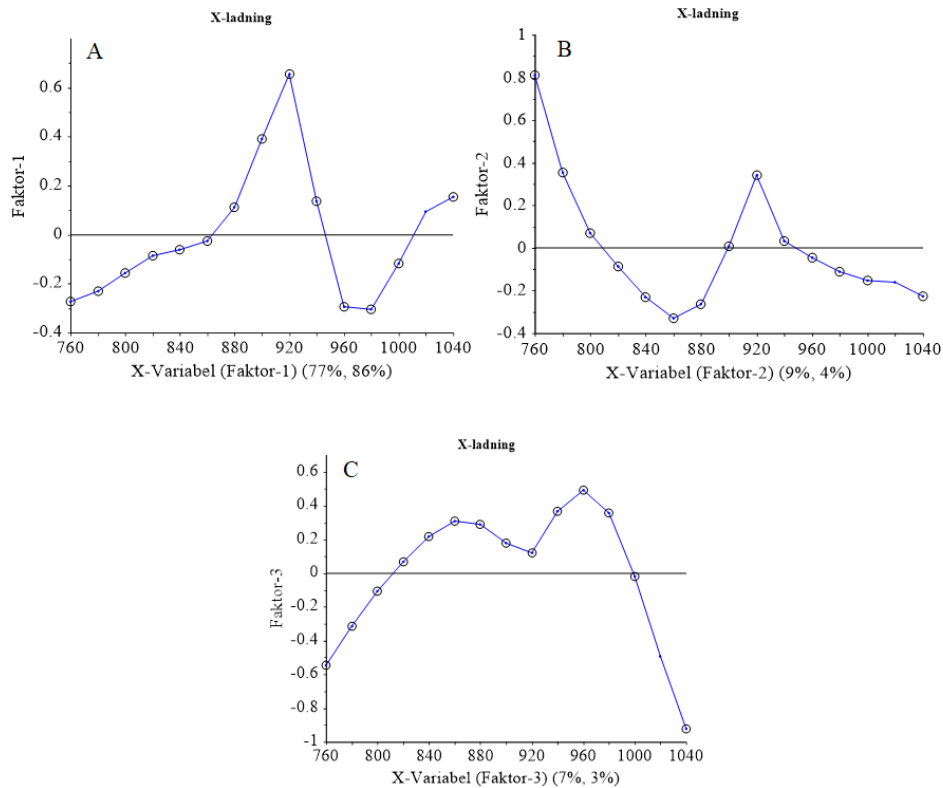 X-ladning
A
0.6
0.4
0.2
0
-0.2
-0.4
Faktor-1
760 800 840 880 920 960 1000 1040
X-Variabel (Faktor-1) (77%, 86%)
X-ladning
B
1
0.8
0.4
0.2
0
-0.2
-0.4
Faktor-2
760 800 840 880 920 960 1000 1040
X-Variabel (Faktor-2) (9%, 4%)
X-ladning
C
0.6
0.4
0.2
0
-0.2
-0.4
-0.6
-0.8
-1
Faktor-3
760 800 840 880 920 960 1000 1040
X-Variabel (Faktor-3) (7%, 3%)